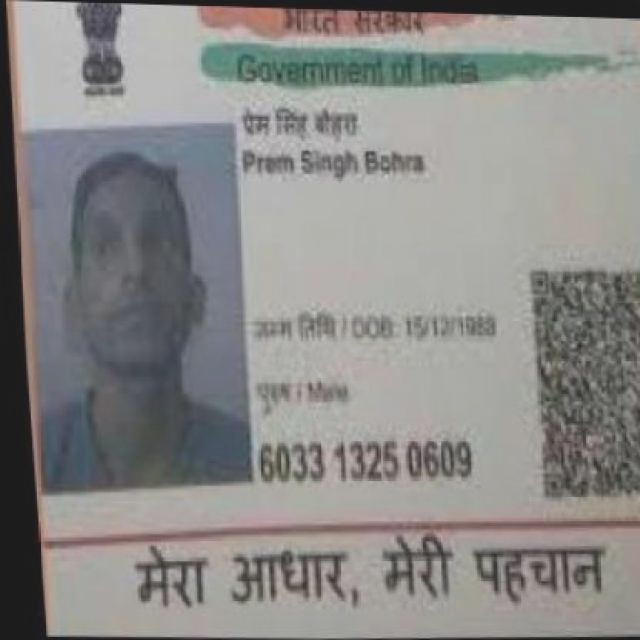 भारत सरकार
Government of India
प्रेम सिंह बोहरा
Prem Singh Bohra
जन्म तिथि / DOB: 15/12/1988
पुरुष / Male
6033 1325 0609
मेरा आधार, मेरी पहचान